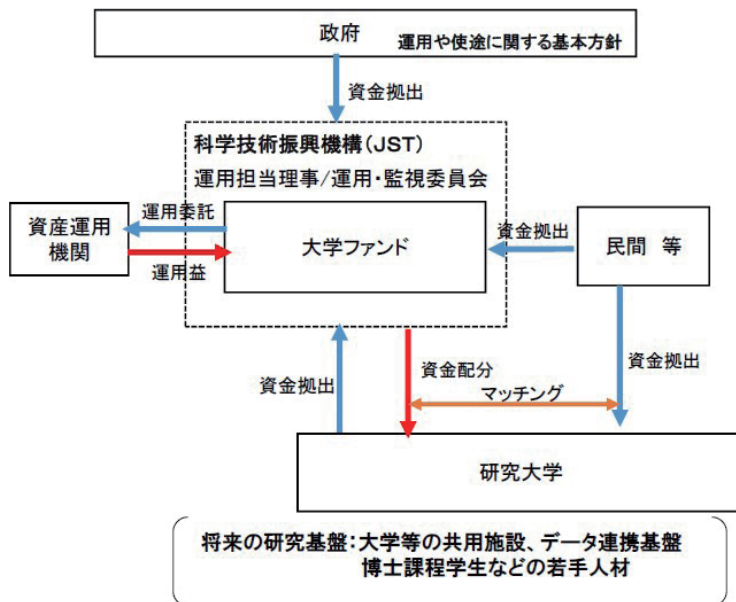 政府
運用や使途に関する基本方針
資金拠出
科学技術振興機構(JST)
運用担当理事/運用・監視委員会
資産運用
機関
運用委託
運用益
大学ファンド
資金拠出
民間 等
資金拠出
資金配分
資金拠出
マッチング
研究大学
将来の研究基盤:大学等の共用施設、データ連携基盤
博士課程学生などの若手人材